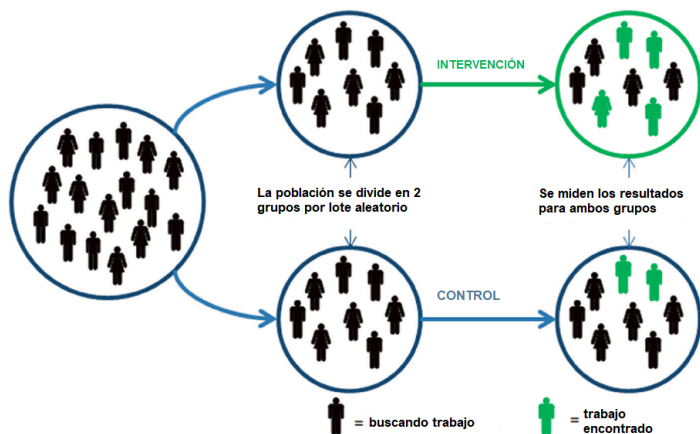 INTERVENCIÓN
La población se divide en 2
grupos por lote aleatorio
Se miden los resultados
para ambos grupos
CONTROL
= buscando trabajo
= trabajo
encontrado